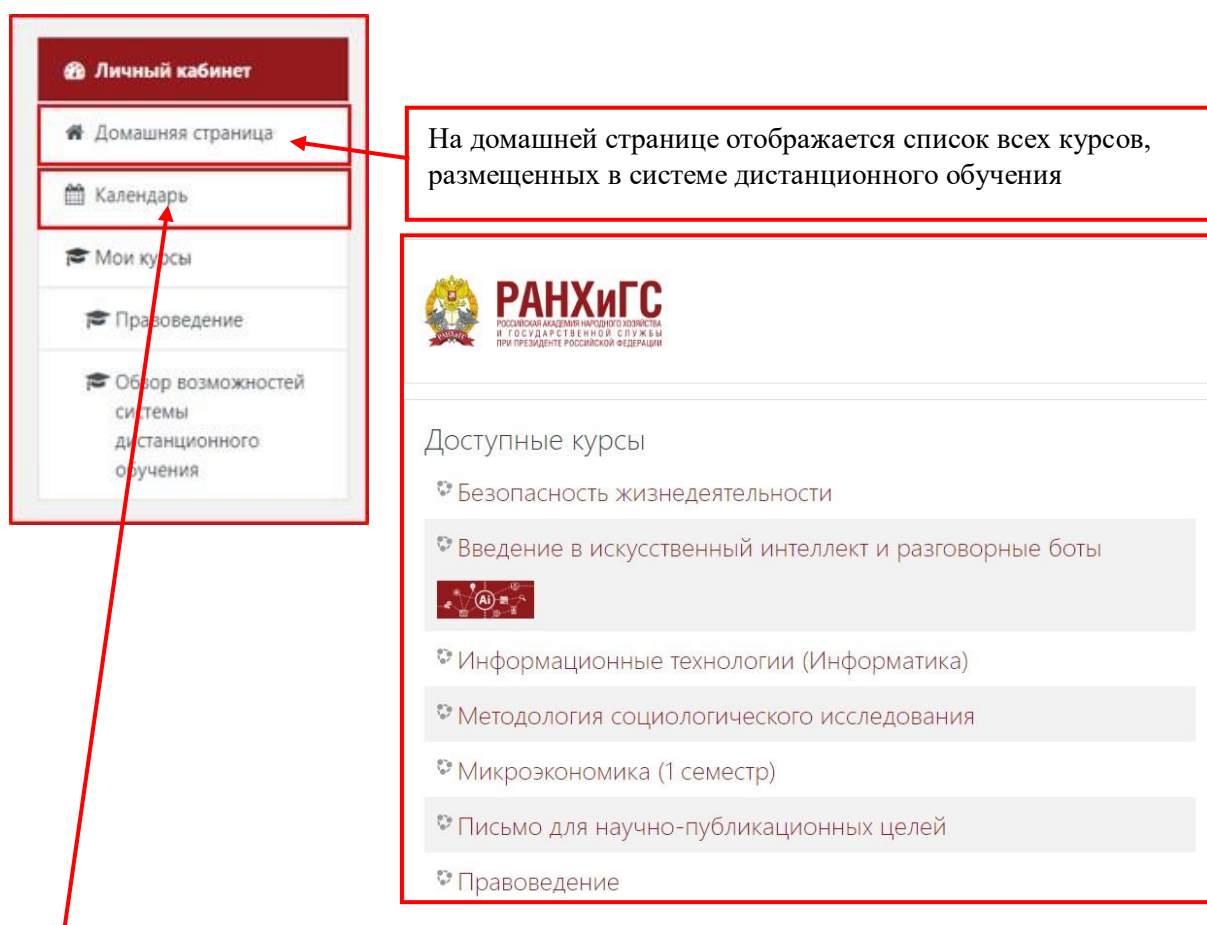 Личный кабинет
Домашняя страница
Календарь
Мои курсы
Правоведение
Обзор возможностей
системы
дистанционного
обучения
На домашней странице отображается список всех курсов,
размещенных в системе дистанционного обучения
РАНХиГС
РОССИЙСКАЯ АКАДЕМИЯ НАРОДНОГО ХОЗЯЙСТВА
И ГОСУДАРСТВЕННОЙ СЛУЖБЫ
ПРИ ПРЕЗИДЕНТЕ РОССИЙСКОЙ ФЕДЕРАЦИИ
РАНХиГС
Доступные курсы
Безопасность жизнедеятельности
Введение в искусственный интеллект и разговорные боты
Ai
Информационные технологии (Информатика)
Методология социологического исследования
Микроэкономика (1 семестр)
Письмо для научно-публикационных целей
Правоведение